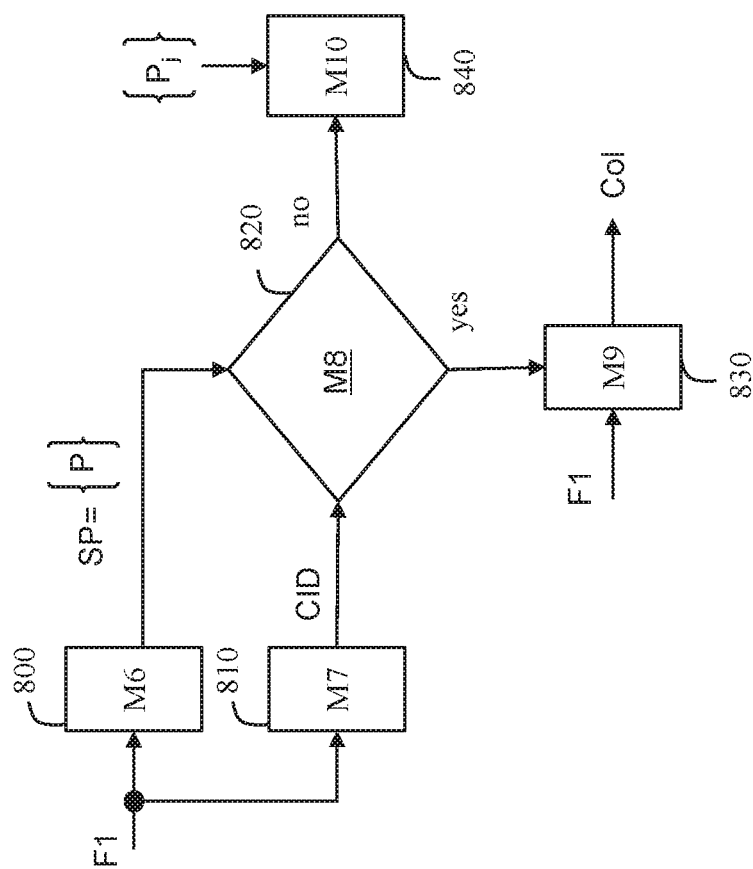 F1
M6
800
M7
810
SP= { P }
CID
M8
820
no
yes
{ Pi }
M10
840
F1
M9
830
Col